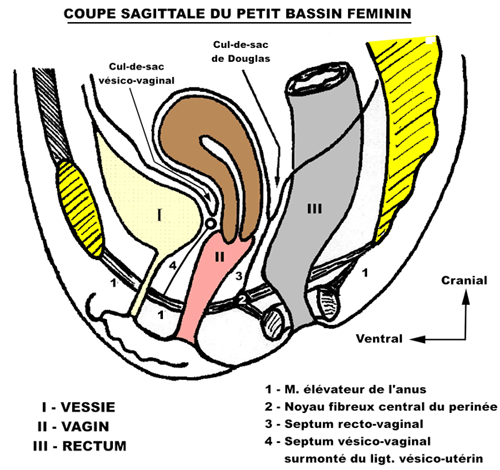 COUPE SAGITTALE DU PETIT BASSIN FEMININ
Cul-de-sac
vésico-vaginal
Cul-de-sac
de Douglas
I
II
III
1
4
1
3
2
1
Cranial
Ventral
I - VESSIE
II - VAGIN
III - RECTUM
1 - M. élévateur de l'anus
2 - Noyau fibreux central du perinée
3 - Septum recto-vaginal
4 - Septum vésico-vaginal
surmonté du ligt. vésico-utérin